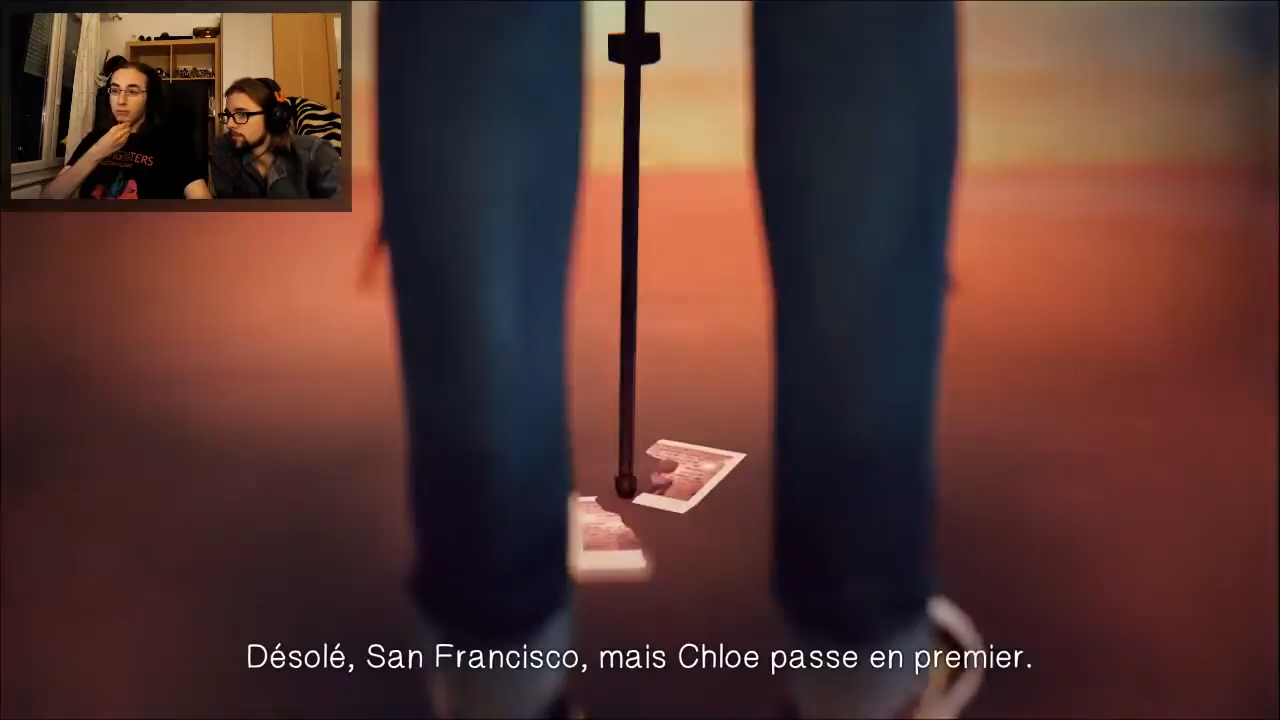 Désolé, San Francisco, mais Chloe passe en premier.